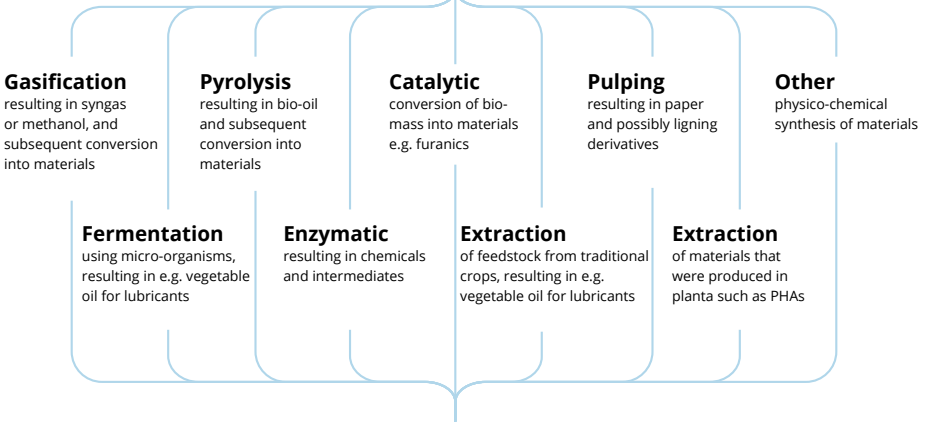 Gasification
resulting in syngas
or methanol, and
subsequent conversion
into materials
Pyrolysis
resulting in bio-oil
and subsequent
conversion into
materials
Catalytic
conversion of bio-
mass into materials
e.g. furanics
Pulping
resulting in paper
and possibly ligning
derivatives
Other
physico-chemical
synthesis of materials
Fermentation
using micro-organisms,
resulting in e.g. vegetable
oil for lubricants
Enzymatic
resulting in chemicals
and intermediates
Extraction
of feedstock from traditional
crops, resulting in e.g.
vegetable oil for lubricants
Extraction
of materials that
were produced in
planta such as PHAs